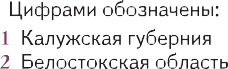 Цифрами обозначены:
1 Калужская губерния
2 Белостокская область